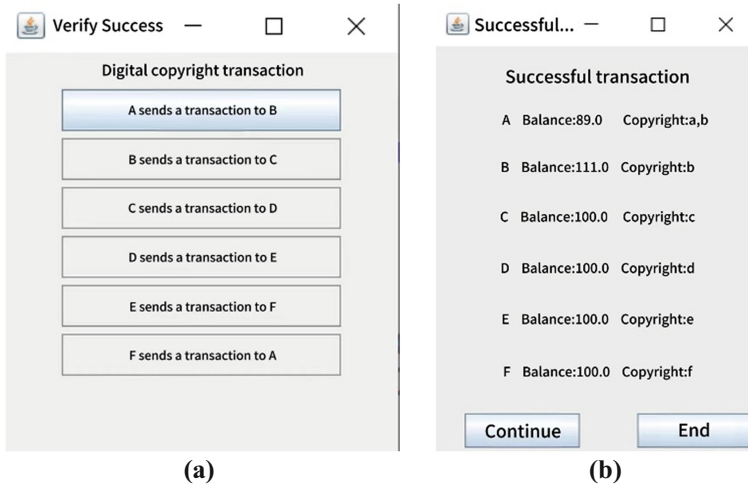 Verify Success
Digital copyright transaction
A sends a transaction to B
B sends a transaction to C
C sends a transaction to D
D sends a transaction to E
E sends a transaction to F
F sends a transaction to A
(a)
Successful...
Successful transaction
A Balance:89.0 Copyright:a,b
B Balance:111.0 Copyright:b
C Balance:100.0 Copyright:c
D Balance:100.0 Copyright:d
E Balance:100.0 Copyright:e
F Balance:100.0 Copyright:f
Continue End
(b)